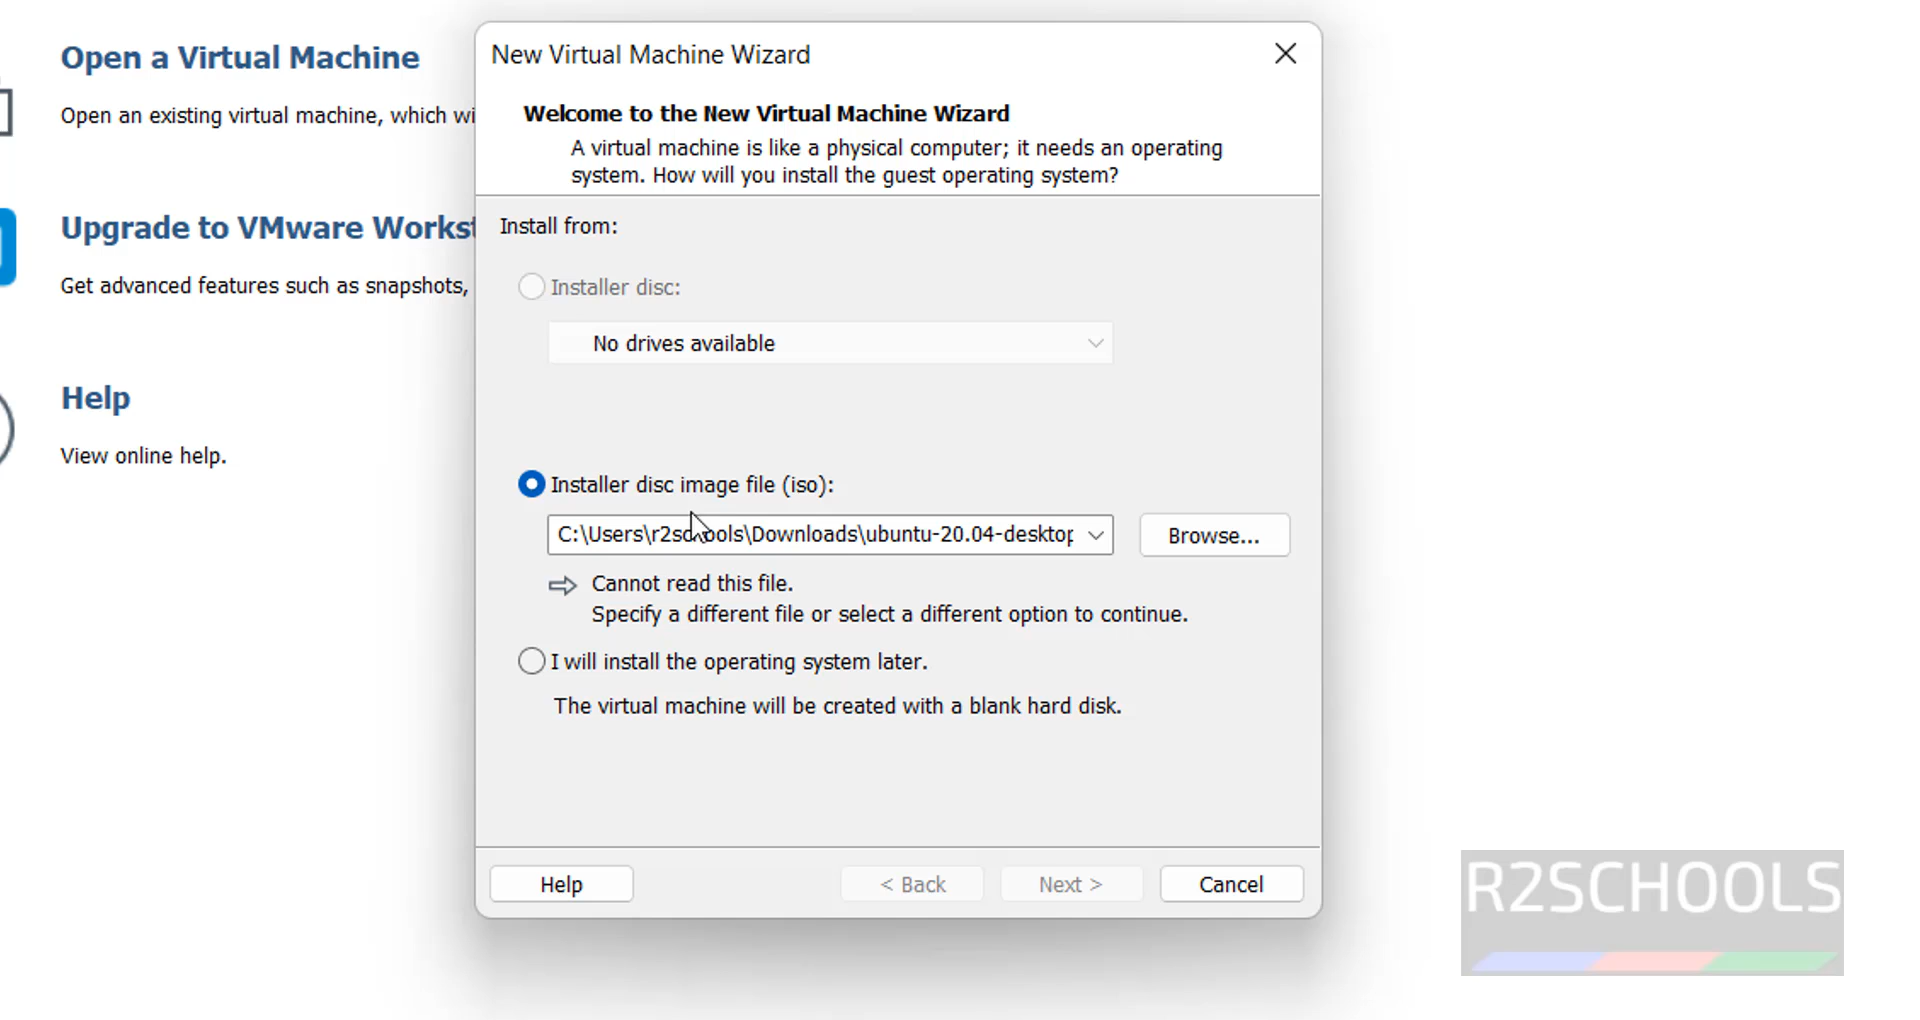 Open a Virtual Machine
Open an existing virtual machine, which wi
Upgrade to VMware Workst
Get advanced features such as snapshots,
Help
View online help.
New Virtual Machine Wizard
Welcome to the New Virtual Machine Wizard
A virtual machine is like a physical computer; it needs an operating
system. How will you install the guest operating system?
Install from:
Installer disc:
No drives available
Installer disc image file (iso):
C:\Users\r2schools\Downloads\ubuntu-20.04-desktop
Browse...
Cannot read this file.
Specify a different file or select a different option to continue.
I will install the operating system later.
The virtual machine will be created with a blank hard disk.
Help
< Back
Next >
Cancel
R2SCHOOLS